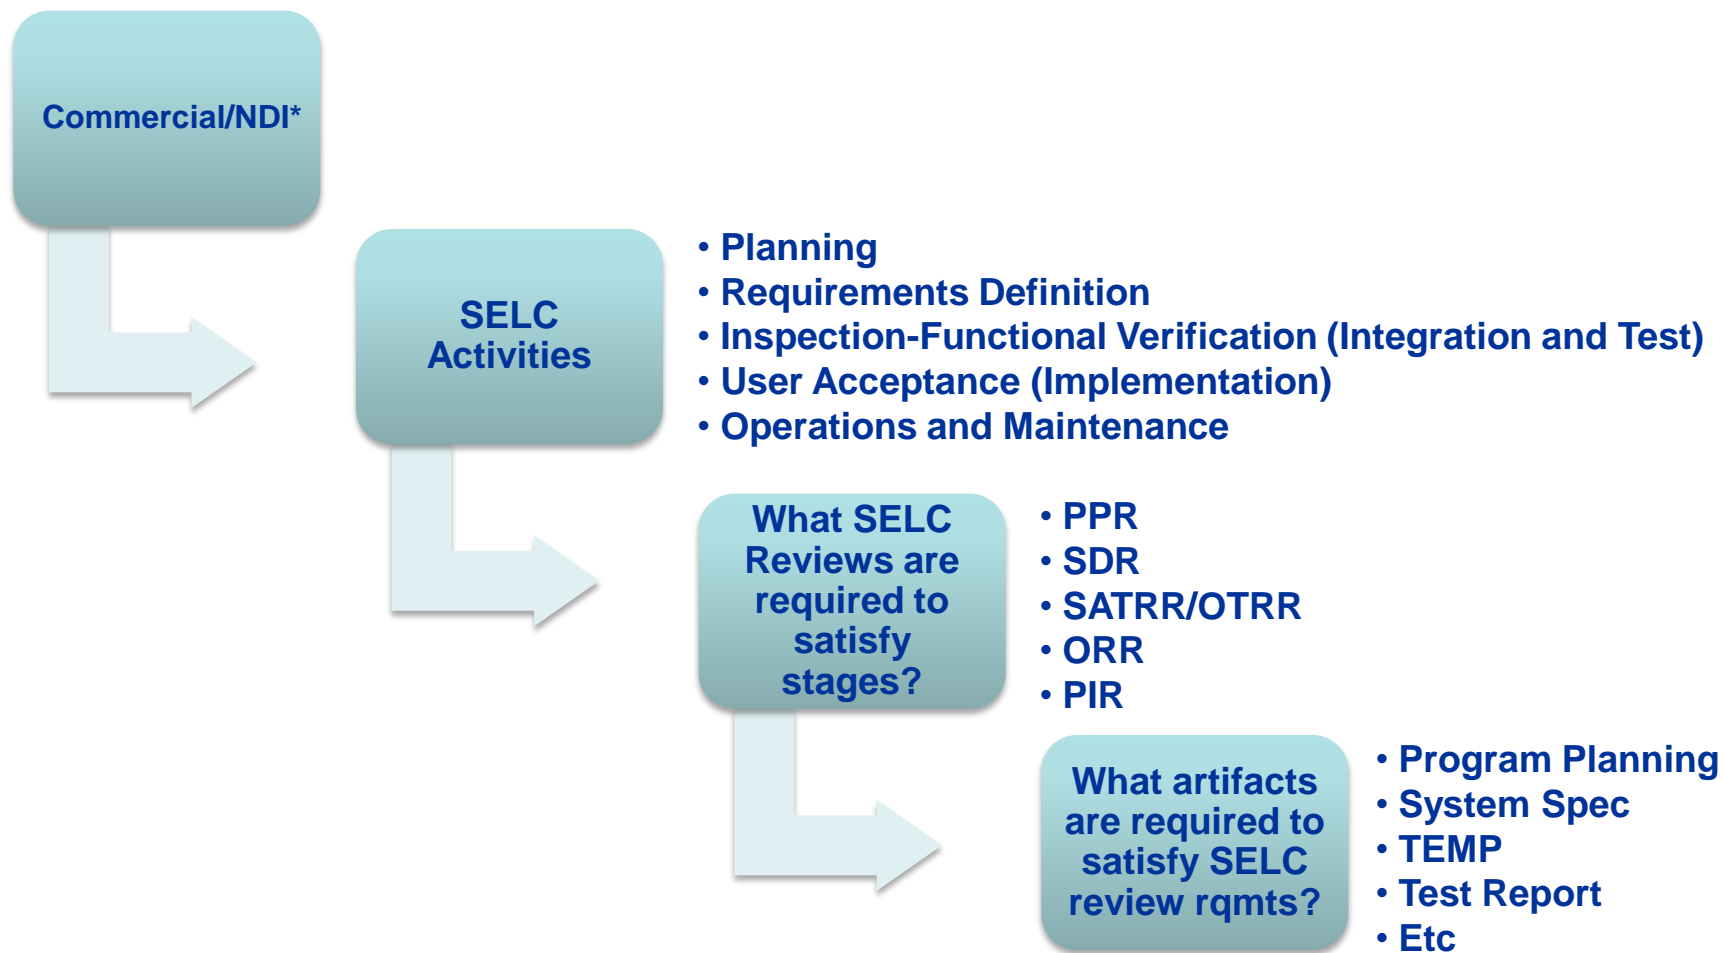 Commercial/NDI*
SELC
Activities
• Planning
• Requirements Definition
• Inspection-Functional Verification (Integration and Test)
• User Acceptance (Implementation)
• Operations and Maintenance
What SELC
Reviews are
required to
satisfy
stages?
• PPR
• SDR
• SATRR/OTRR
• ORR
• PIR
What artifacts
are required to
satisfy SELC
review rqmts?
• Program Planning
• System Spec
• TEMP
• Test Report
• Etc